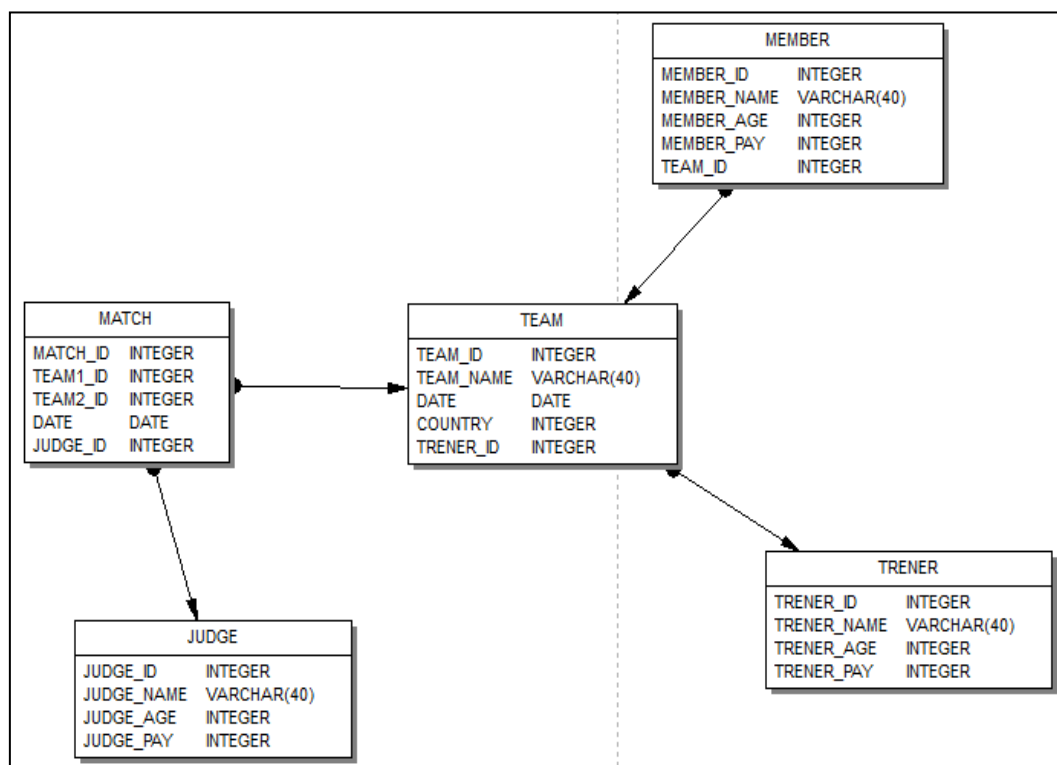 MEMBER
MEMBER_ID INTEGER
MEMBER_NAME VARCHAR(40)
MEMBER_AGE INTEGER
MEMBER_PAY INTEGER
TEAM_ID INTEGER
MATCH
MATCH_ID INTEGER
TEAM1_ID INTEGER
TEAM2_ID INTEGER
DATE DATE
JUDGE_ID INTEGER
TEAM
TEAM_ID INTEGER
TEAM_NAME VARCHAR(40)
DATE DATE
COUNTRY INTEGER
TRENER_ID INTEGER
TRENER
TRENER_ID INTEGER
TRENER_NAME VARCHAR(40)
TRENER_AGE INTEGER
TRENER_PAY INTEGER
JUDGE
JUDGE_ID INTEGER
JUDGE_NAME VARCHAR(40)
JUDGE_AGE INTEGER
JUDGE_PAY INTEGER